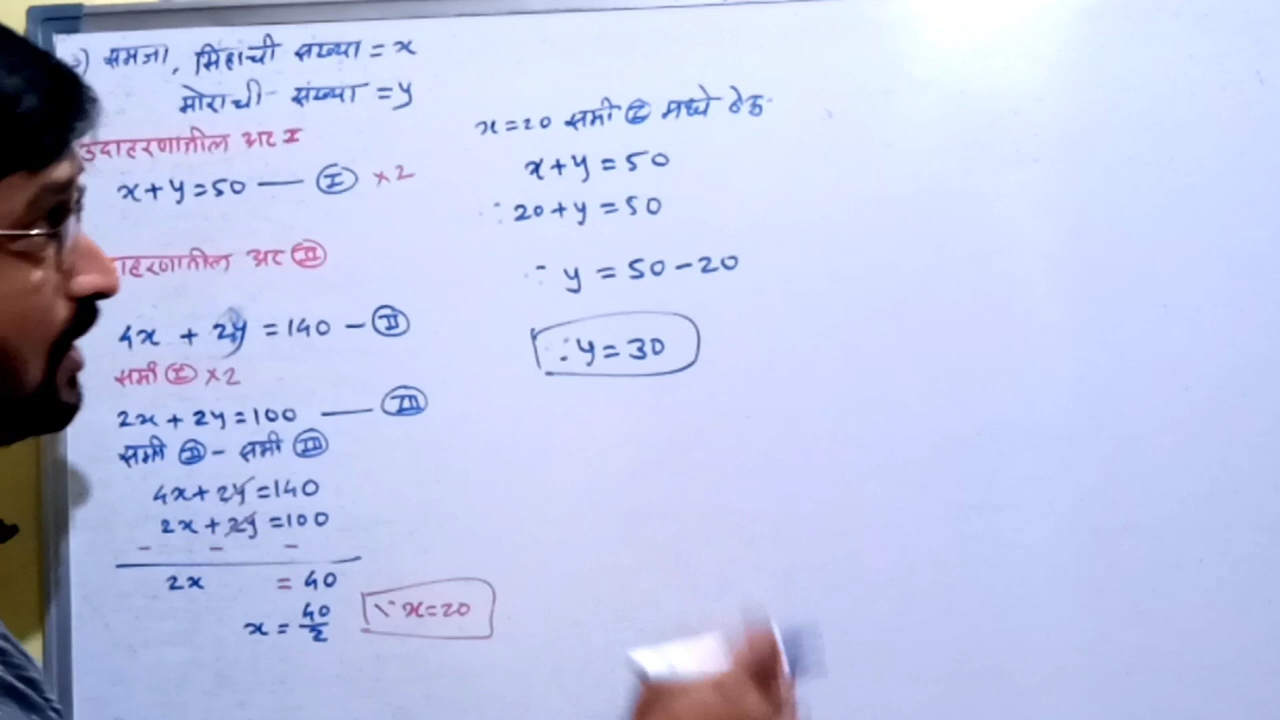 ) समजा, सिंहाची संख्या = x
मोराची संख्या = y
उदाहरणातील अट I
x + y = 50 — Ⓘ ×2
हरणातील अट Ⓘ̲Ⓘ
4x + 2y = 140 — (II)
समी (I) ×2
2x + 2y = 100 — (III)
समी (II) - समी (III)
4x + 2y = 140
2x + 2y = 100
- - -
2x = 40
x = 40/2 ∵ x = 20
x = 20 समी (I) मध्ये ठेऊ
x + y = 50
∴ 20 + y = 50
∴ y = 50 - 20
∴ y = 30